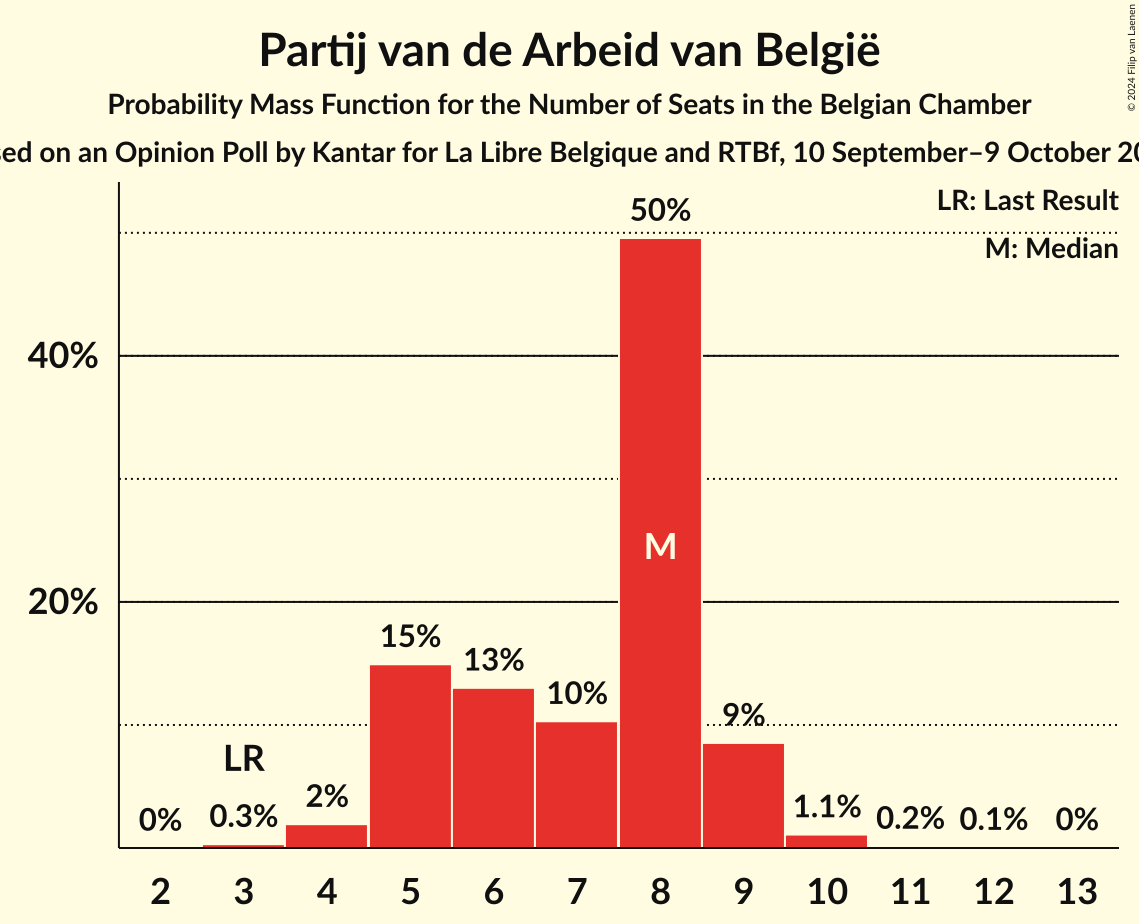 Partij van de Arbeid van België
Probability Mass Function for the Number of Seats in the Belgian Chamber
on an Opinion Poll by Kantar for La Libre Belgique and RTBf, 10 September–9 October
© 2024 Filip van Laenen
LR: Last Result
M: Median
50%
40%
M
20%
15%
13%
10%
9%
LR
2%
0% 0.3% 1.1% 0.2% 0.1% 0%
2 3 4 5 6 7 8 9 10 11 12 13